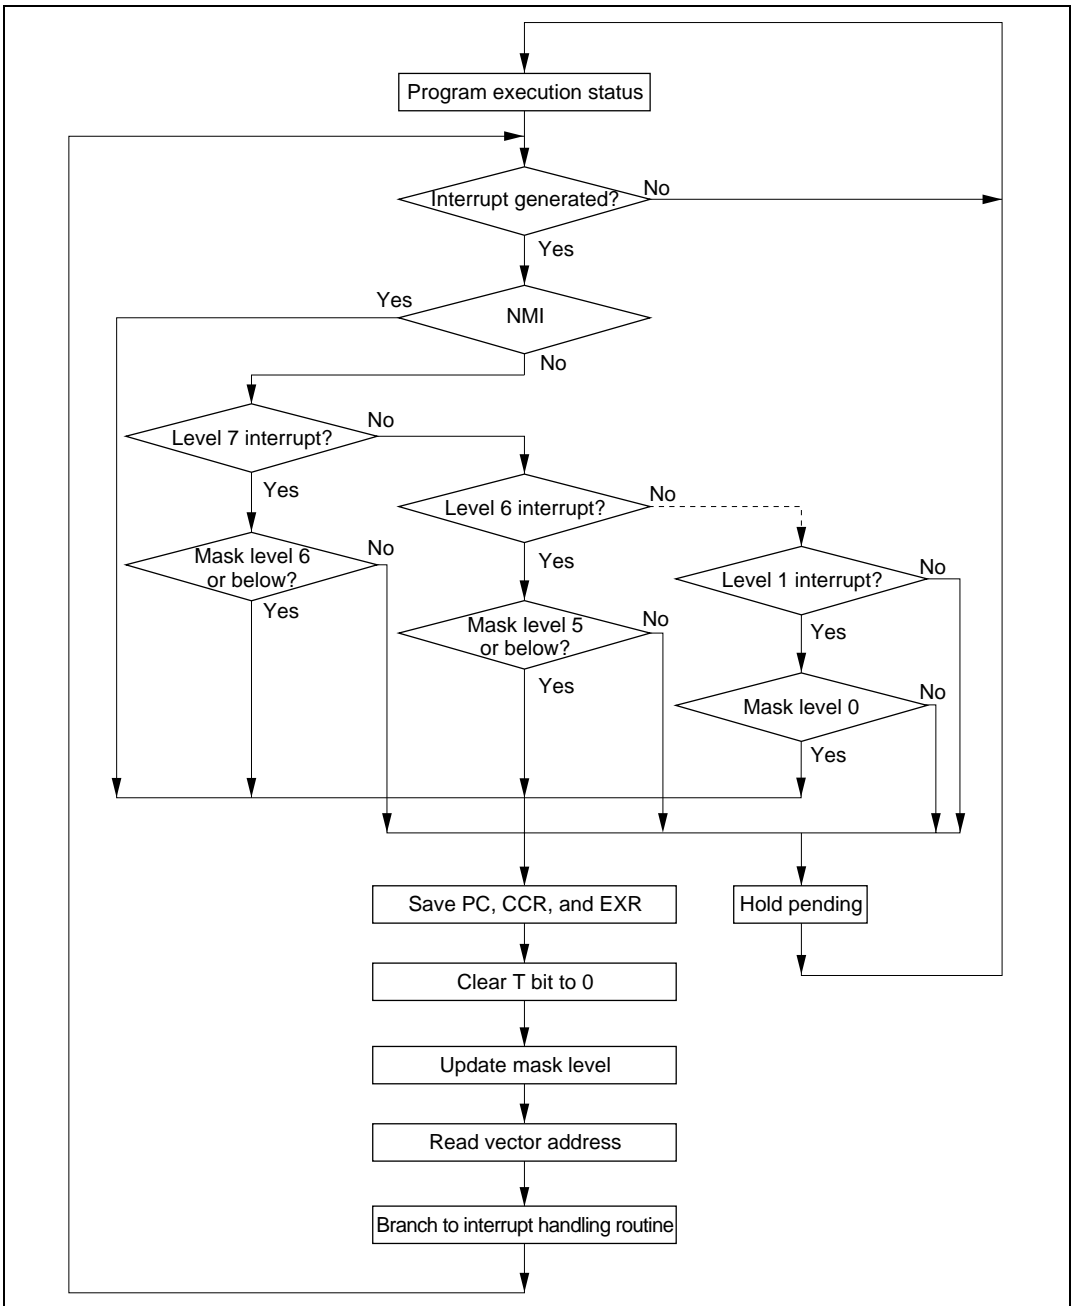 Program execution status
Interrupt generated?
No
Yes
Yes
NMI
No
Level 7 interrupt?
No
Yes
Level 6 interrupt?
No
Mask level 6
or below?
No
Yes
Yes
Level 1 interrupt?
No
Mask level 5
or below?
No
Yes
Yes
Mask level 0
No
Yes
Save PC, CCR, and EXR
Hold pending
Clear T bit to 0
Update mask level
Read vector address
Branch to interrupt handling routine